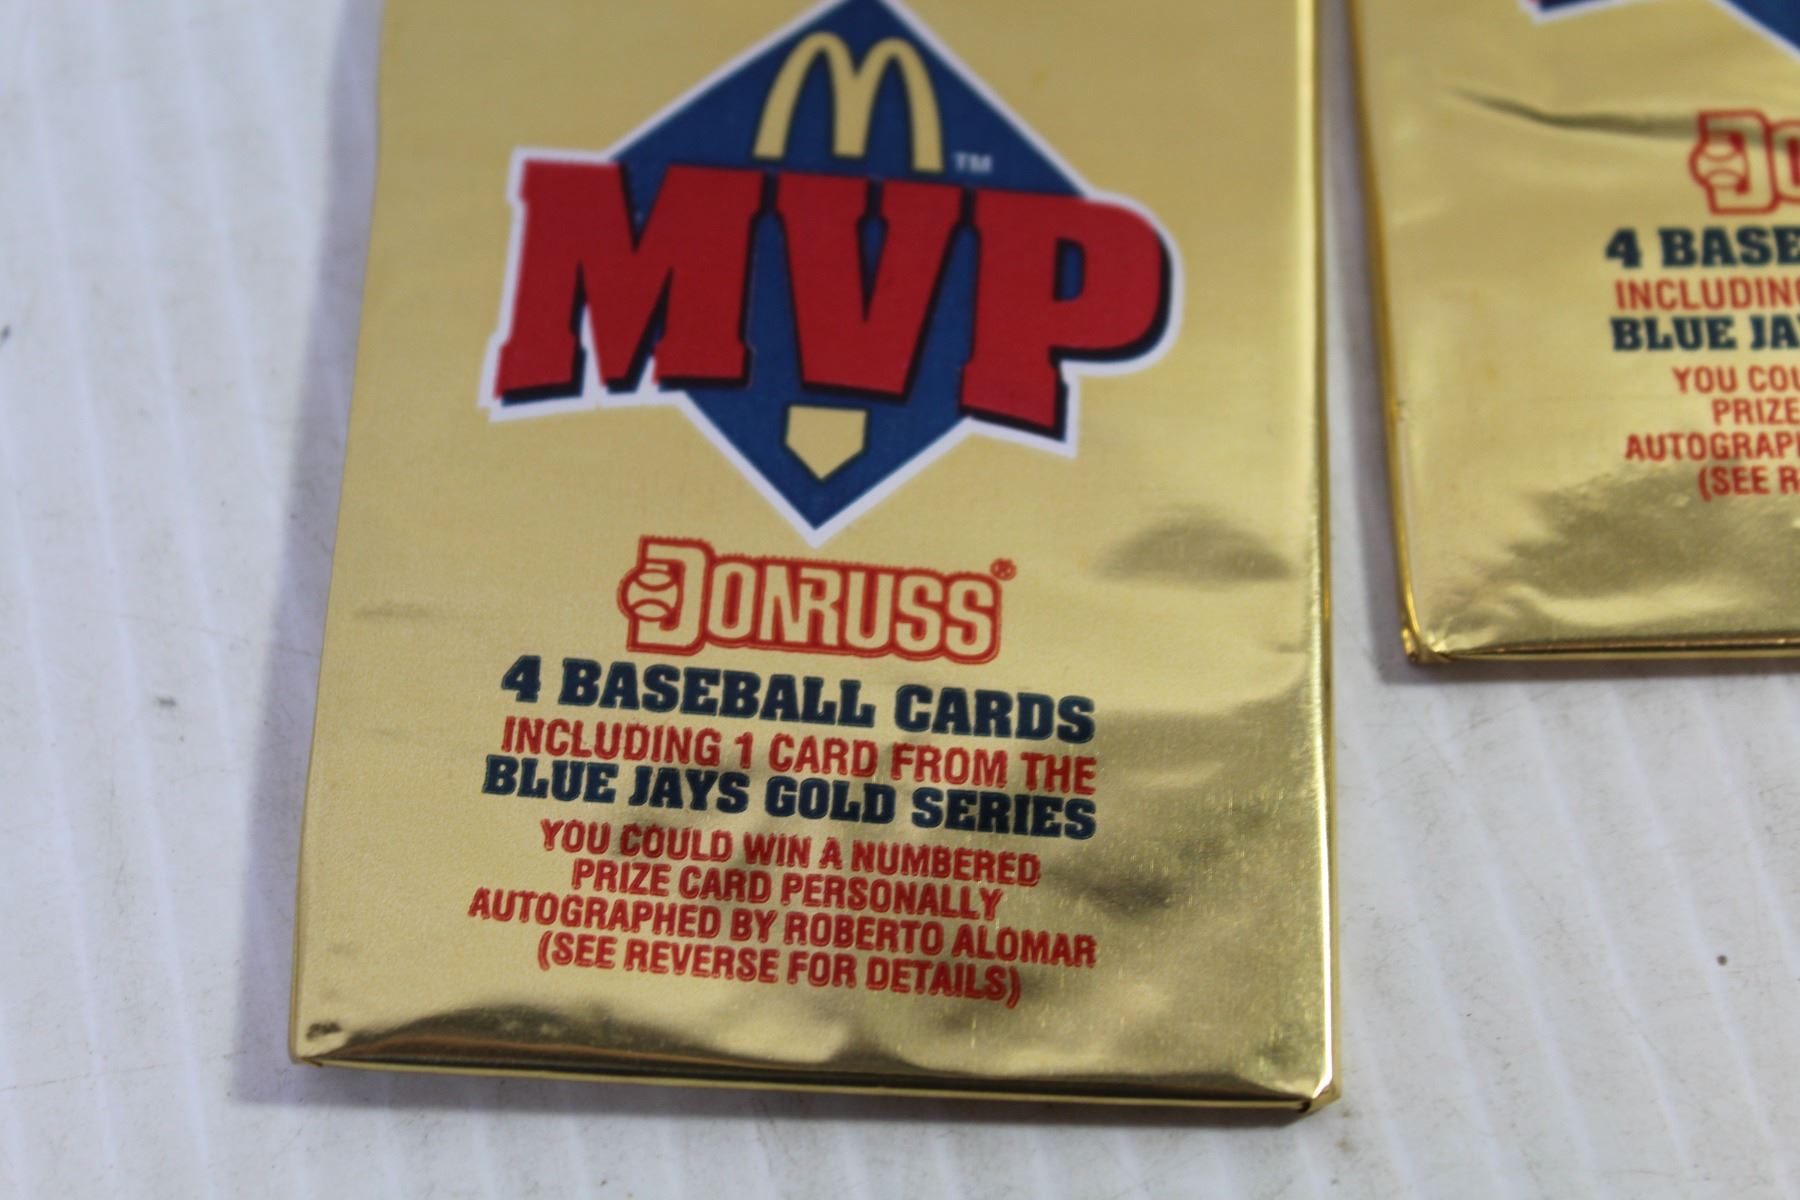 TM
MVP
DONRUSS®
4 BASEBALL CARDS
INCLUDING 1 CARD FROM THE
BLUE JAYS GOLD SERIES
YOU COULD WIN A NUMBERED
PRIZE CARD PERSONALLY
AUTOGRAPHED BY ROBERTO ALOMAR
(SEE REVERSE FOR DETAILS)
4 BASE
INCLUDING
BLUE JA
YOU COU
PRIZE
AUTOGRAP
(SEE R